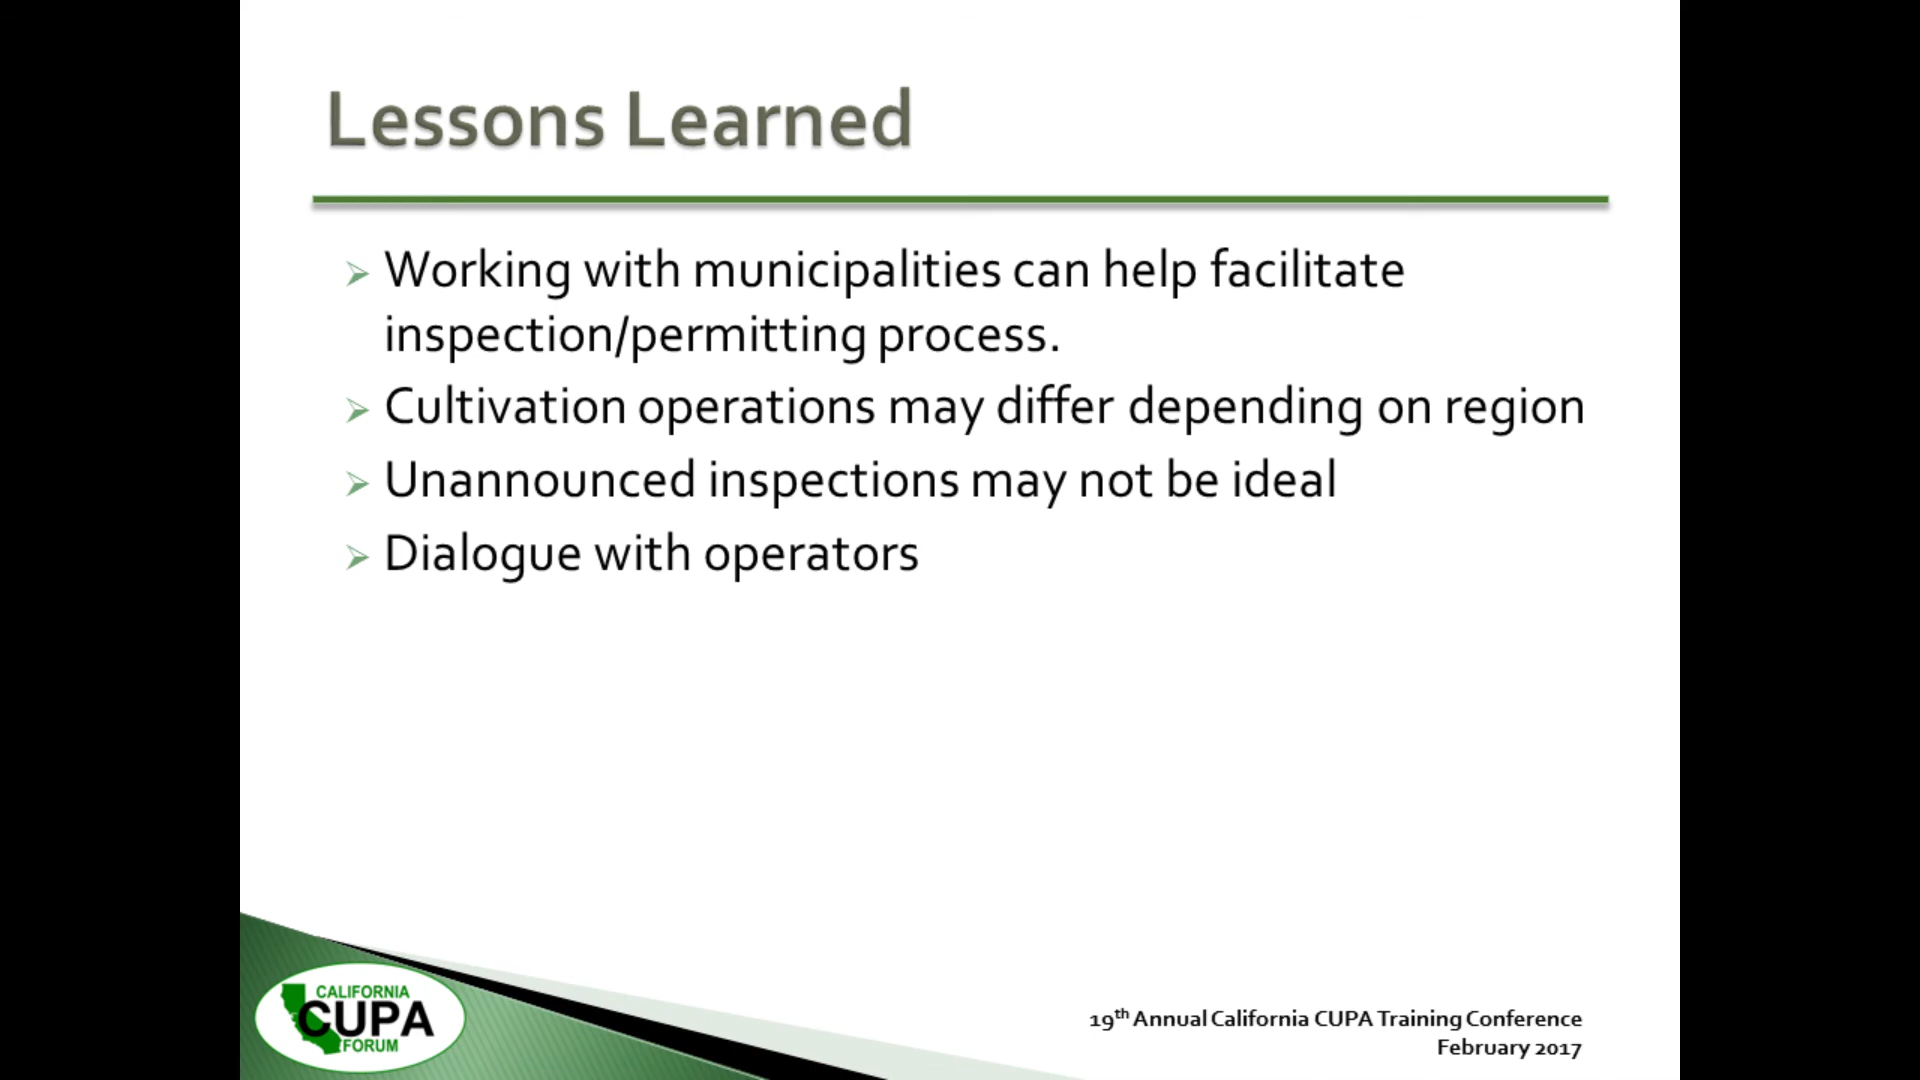 Lessons Learned
➢ Working with municipalities can help facilitate
inspection/permitting process.
➢ Cultivation operations may differ depending on region
➢ Unannounced inspections may not be ideal
➢ Dialogue with operators
CALIFORNIA
CUPA
FORUM
19th Annual California CUPA Training Conference
February 2017